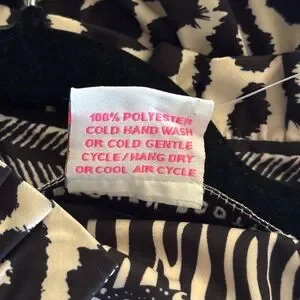 100% POLYESTER
COLD HAND WASH
OR COLD GENTLE
CYCLE/HANG DRY
OR COOL AIR CYCLE